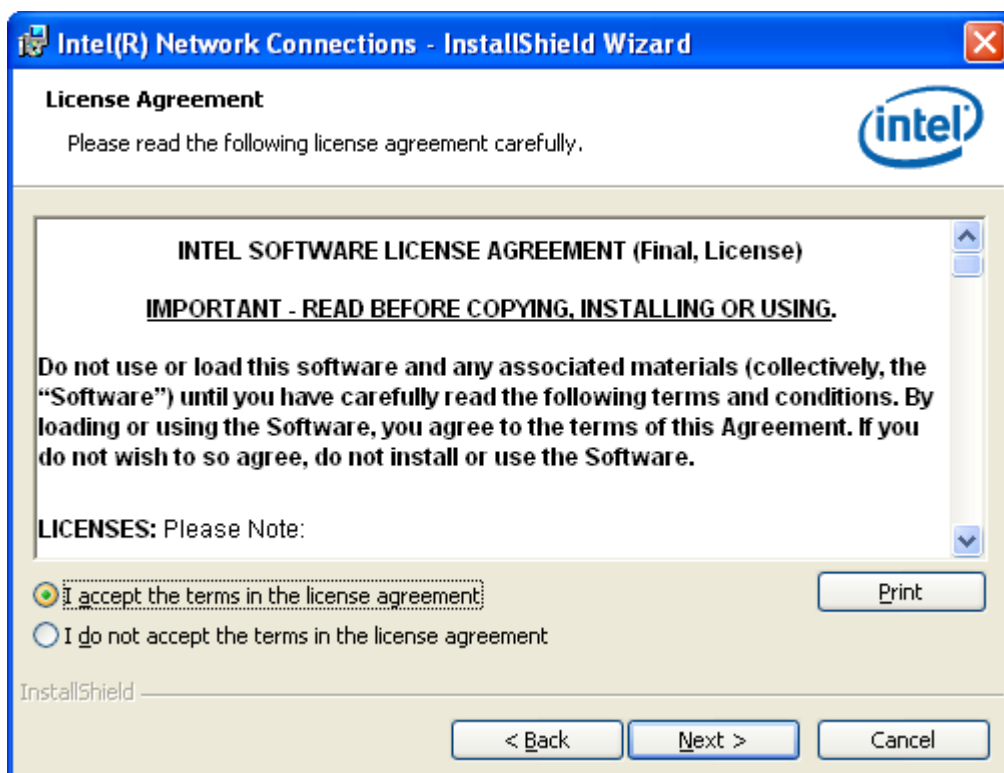 Intel(R) Network Connections - InstallShield Wizard
License Agreement
Please read the following license agreement carefully.
intel
INTEL SOFTWARE LICENSE AGREEMENT (Final, License)
IMPORTANT - READ BEFORE COPYING, INSTALLING OR USING.
Do not use or load this software and any associated materials (collectively, the
“Software”) until you have carefully read the following terms and conditions. By
loading or using the Software, you agree to the terms of this Agreement. If you
do not wish to so agree, do not install or use the Software.
LICENSES: Please Note:
I accept the terms in the license agreement
Print
I do not accept the terms in the license agreement
InstallShield
< Back
Next >
Cancel